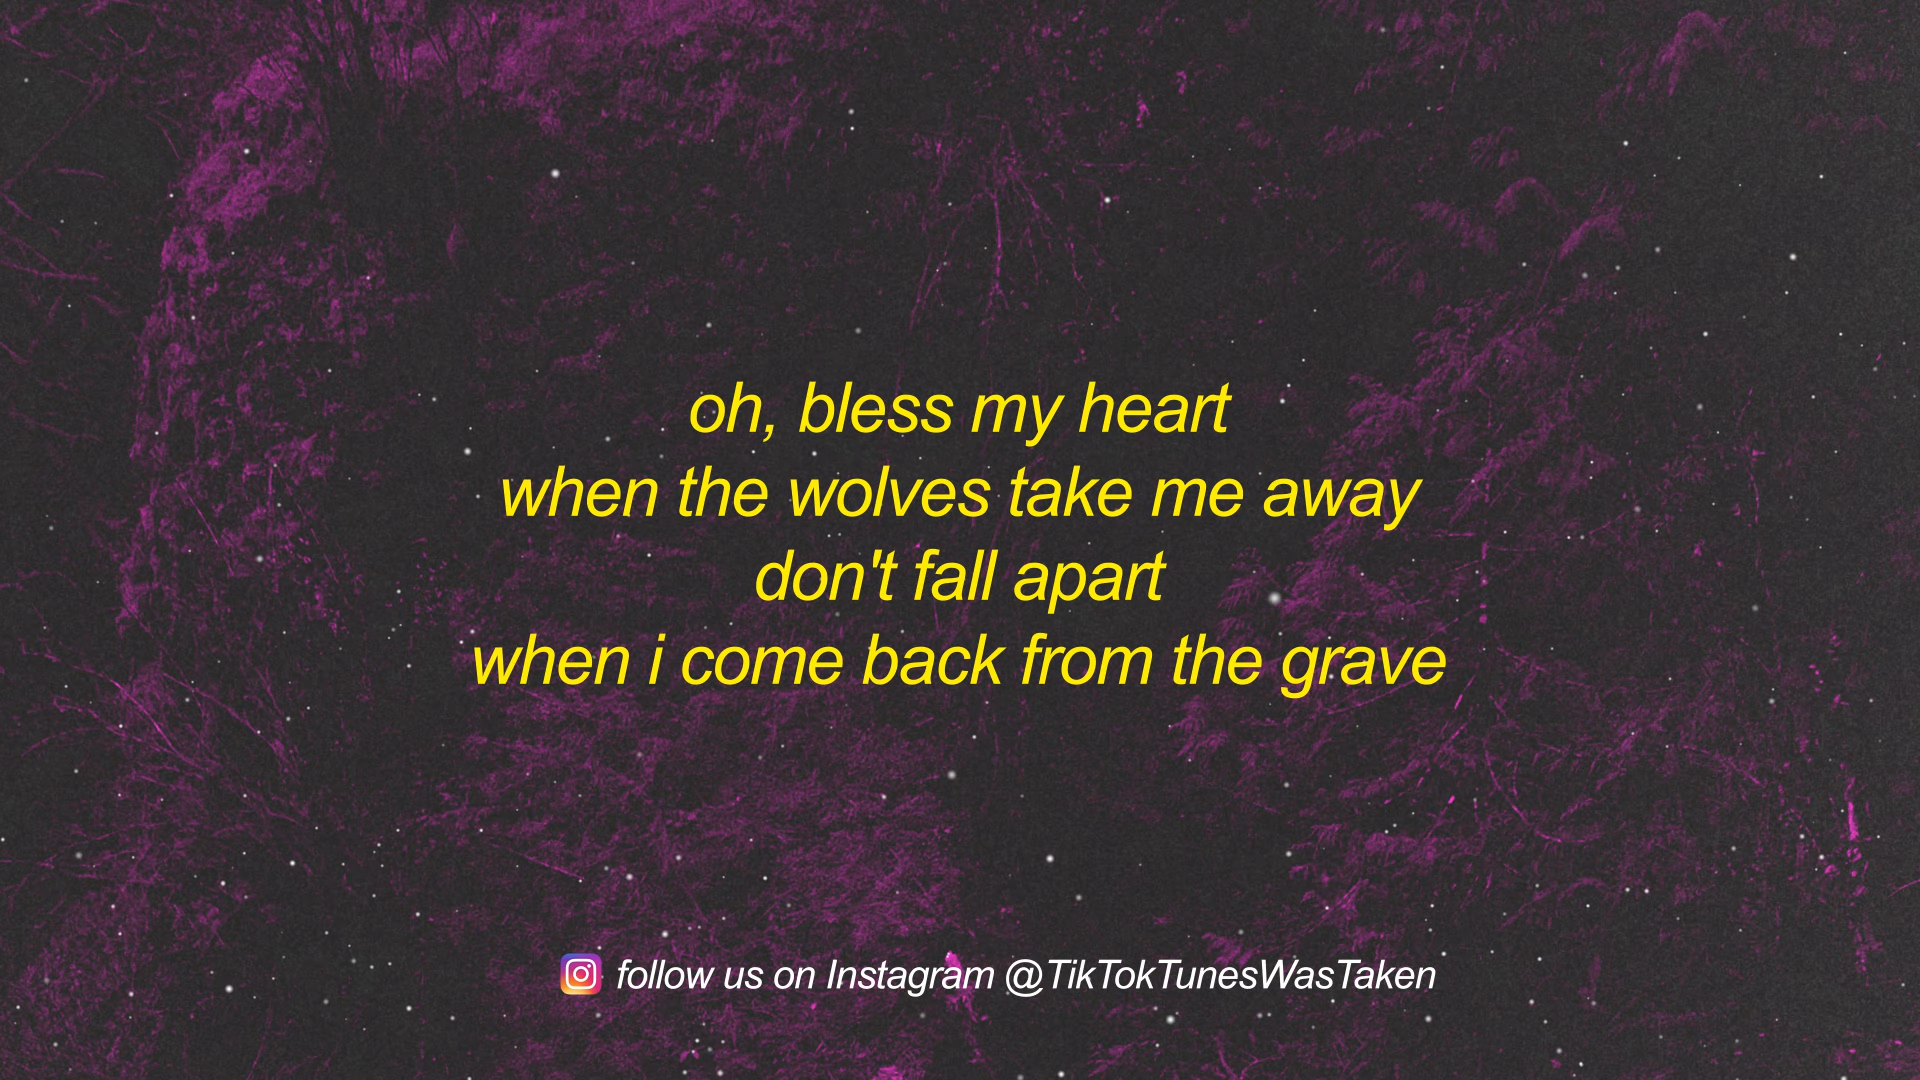 oh, bless my heart
when the wolves take me away
don't fall apart
when i come back from the grave
follow us on Instagram @TikTokTunesWasTaken